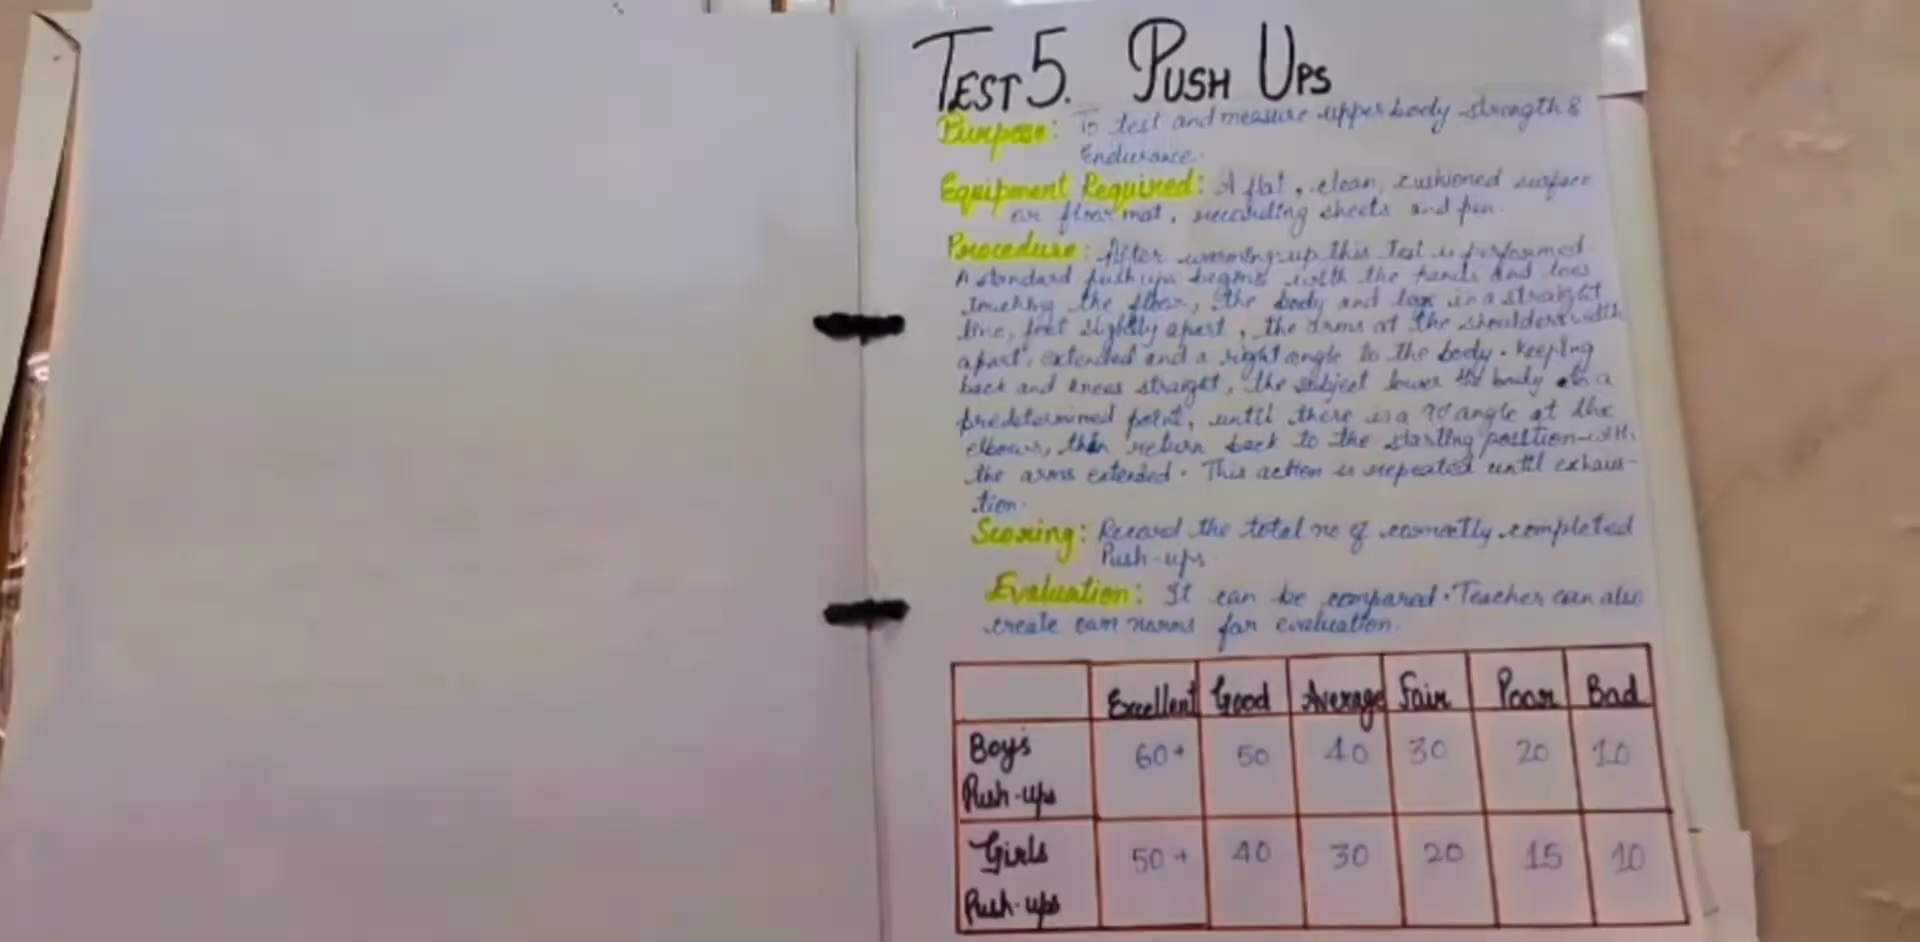 TEST 5. PUSH UPS
Purpose: To test and measure upper body strength &
Endurance.
Equipment Required: A flat, clean, cushioned surface
or floor mat, recording sheets and pen.
Procedure: After warming up this Test is performed.
A standard push ups begins with the hands and toes
touching the floor, the body and legs in a straight
line, feet slightly apart, the arms at the shoulders width
apart, extended and a right angle to the body. keeping
back and knees straight, the subject lower the body to a
predetermined point, until there is a 90° angle at the
elbows, then return back to the starting position with
the arms extended. This action is repeated until exhaus-
tion.
Scoring: Record the total no of correctly completed
Push-ups
Evaluation: It can be compared. Teacher can also
create own norms for evaluation.
Excellent Good Average Fair Poor Bad
Boy's 60+ 50 40 30 20 10
Push-ups
Girls 50+ 40 30 20 15 10
Push-ups